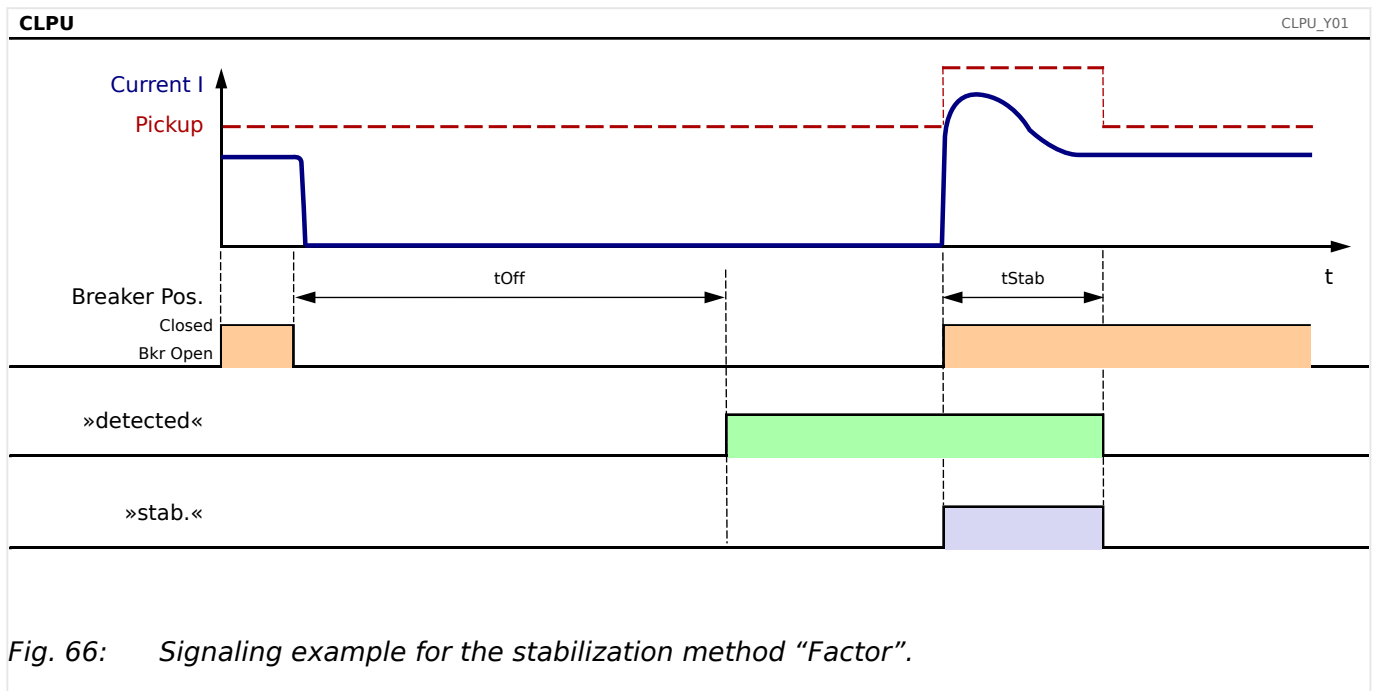 CLPU
CLPU_Y01
Current I
Pickup
t
tOff
tStab
Breaker Pos.
Closed
Bkr Open
»detected«
»stab.«
Fig. 66: Signaling example for the stabilization method “Factor”.